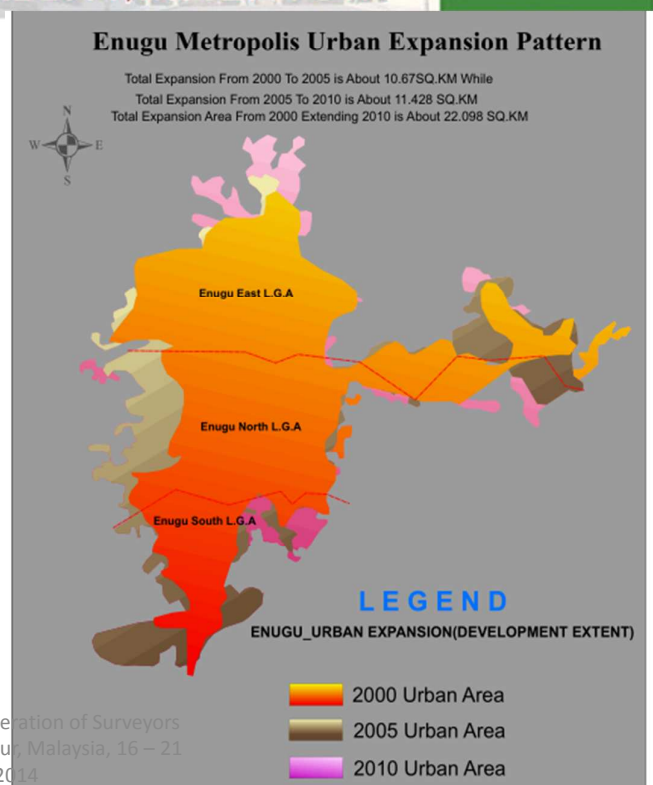 Enugu Metropolis Urban Expansion Pattern
Total Expansion From 2000 To 2005 is About 10.67SQ.KM While
Total Expansion From 2005 To 2010 is About 11.428 SQ.KM
Total Expansion Area From 2000 Extending 2010 is About 22.098 SQ.KM
N
W
E
S
Enugu East L.G.A
Enugu North L.G.A
Enugu South L.G.A
LEGEND
ENUGU_URBAN EXPANSION(DEVELOPMENT EXTENT)
2000 Urban Area
2005 Urban Area
2010 Urban Area
eration of Surveyors
ur, Malaysia, 16 – 21
2014